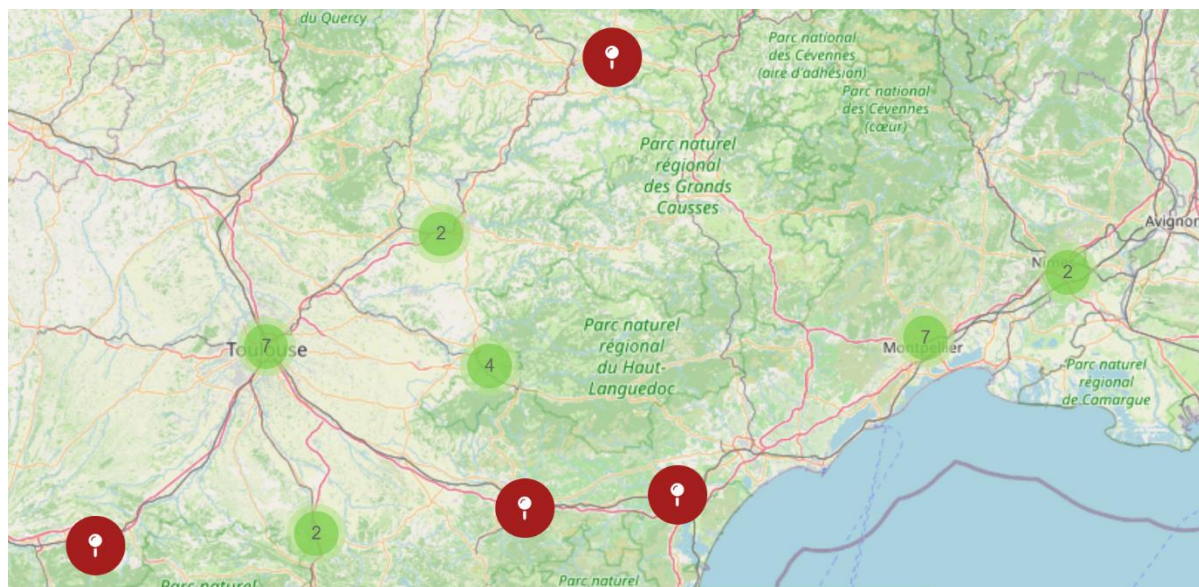 du Quercy
Parc national
des Cévennes
(aire d'adhésion)
Parc national
des Cévennes
(cœur)
Parc naturel
régional
des Grands
Causses
Avignon
2
2
7
Toulouse
Parc naturel
régional
du Haut-
Languedoc
4
7
Montpellier
Parc naturel
régional
de Camargue
2
Parc naturel
Parc naturel